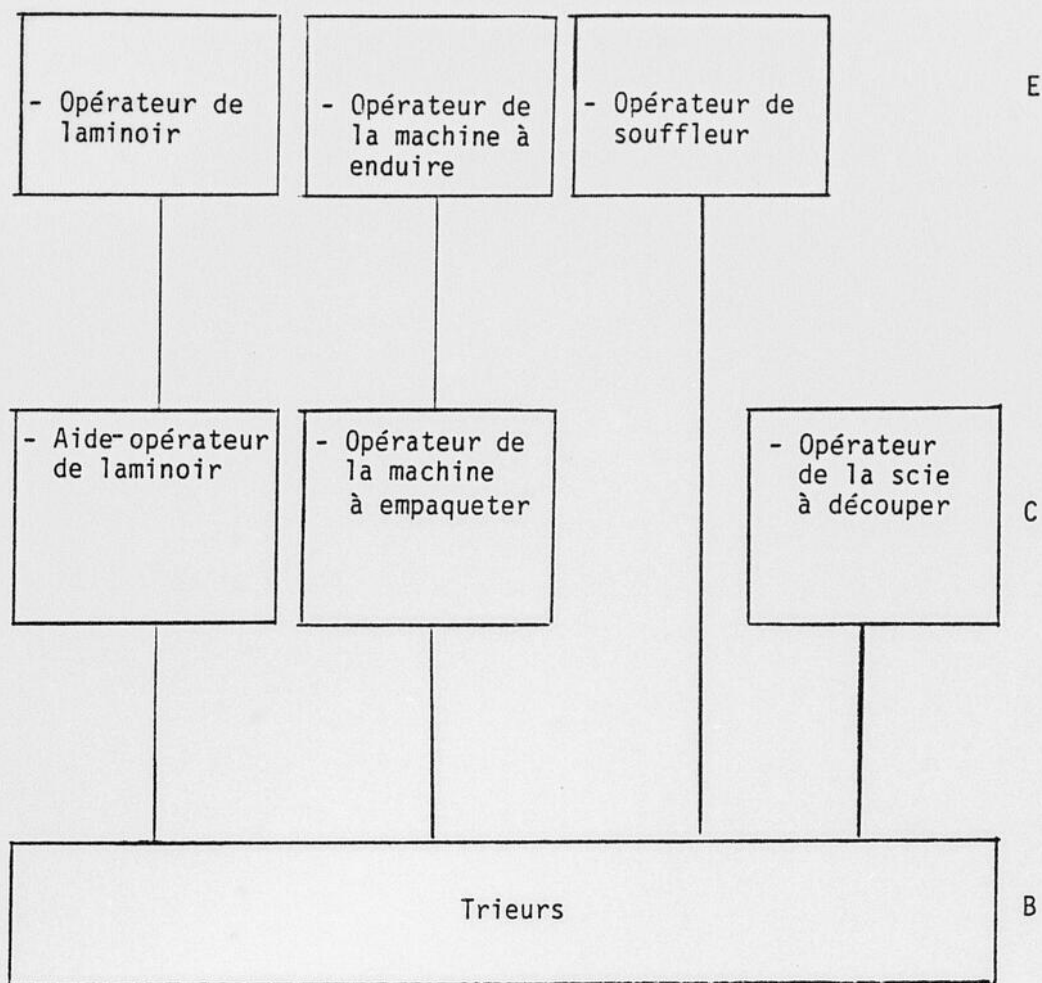 - Opérateur de
laminoir
- Opérateur de
la machine à
enduire
- Opérateur de
souffleur
E
- Aide-opérateur
de laminoir
- Opérateur de
la machine
à empaqueter
- Opérateur
de la scie
à découper
C
Trieurs
B